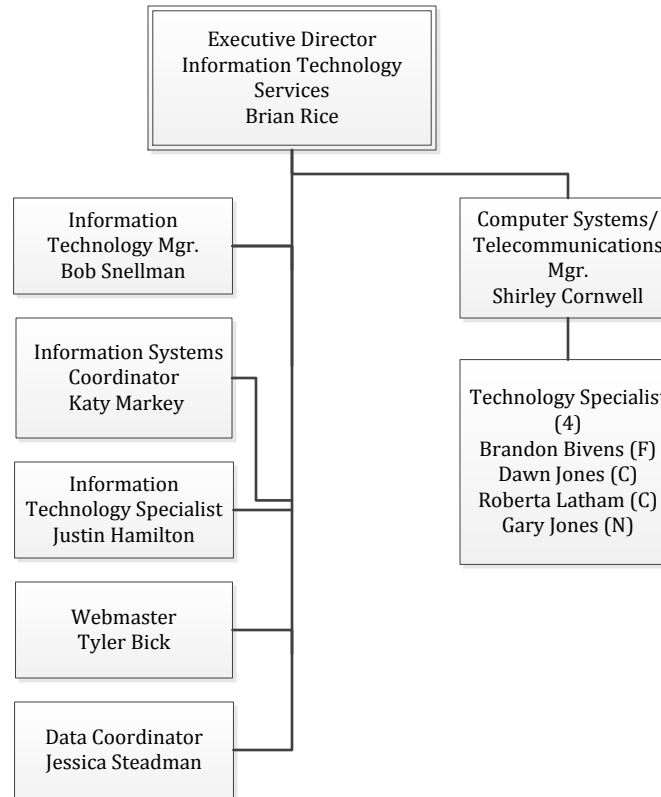 Executive Director
Information Technology
Services
Brian Rice
Information
Technology Mgr.
Bob Snellman
Computer Systems/
Telecommunications
Mgr.
Shirley Cornwell
Information Systems
Coordinator
Katy Markey
Technology Specialist
(4)
Brandon Bivens (F)
Dawn Jones (C)
Roberta Latham (C)
Gary Jones (N)
Information
Technology Specialist
Justin Hamilton
Webmaster
Tyler Bick
Data Coordinator
Jessica Steadman